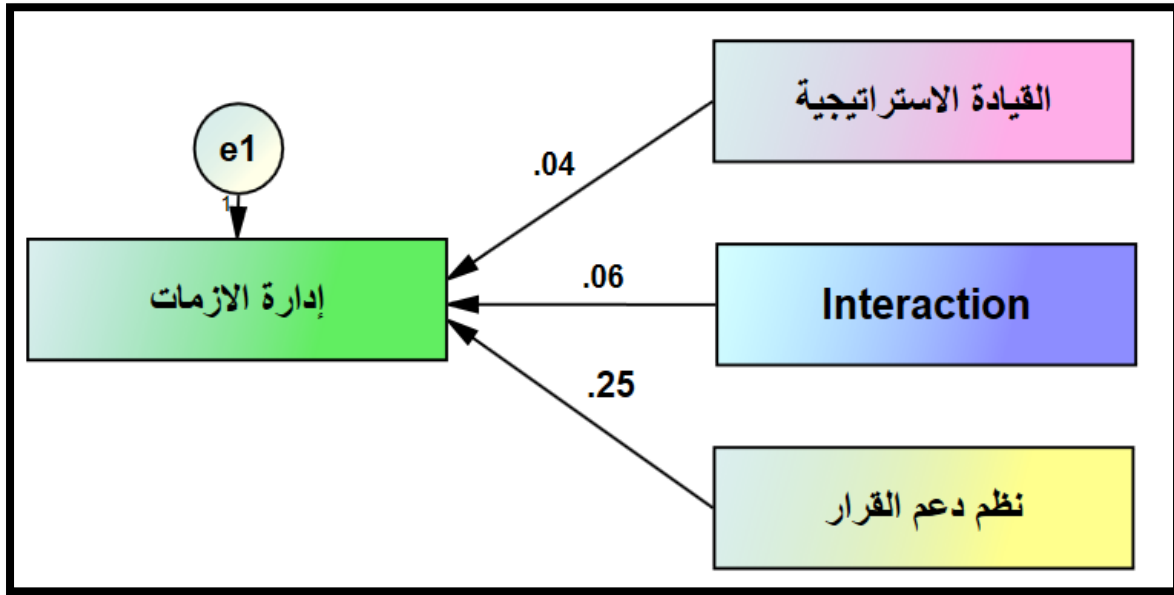 القيادة الاستراتيجية
e1
.04
1
إدارة الازمات
.06
Interaction
.25
نظم دعم القرار